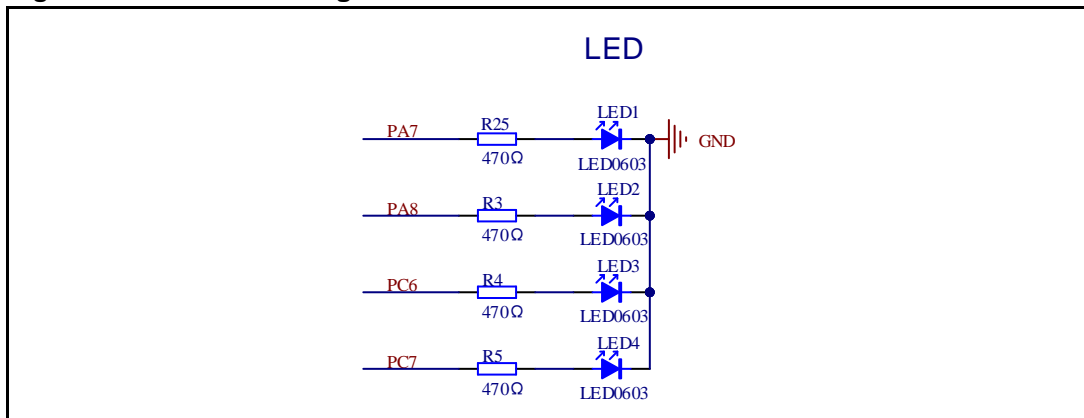 LED
LED1
PA7
R25
GND
470Ω
LED0603
LED2
PA8
R3
470Ω
LED0603
LED3
PC6
R4
470Ω
LED0603
LED4
PC7
R5
470Ω
LED0603